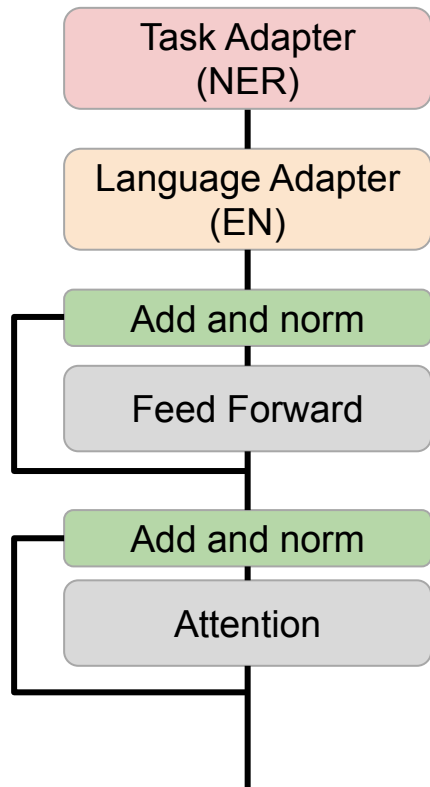 Task Adapter
(NER)
Language Adapter
(EN)
Add and norm
Feed Forward
Add and norm
Attention